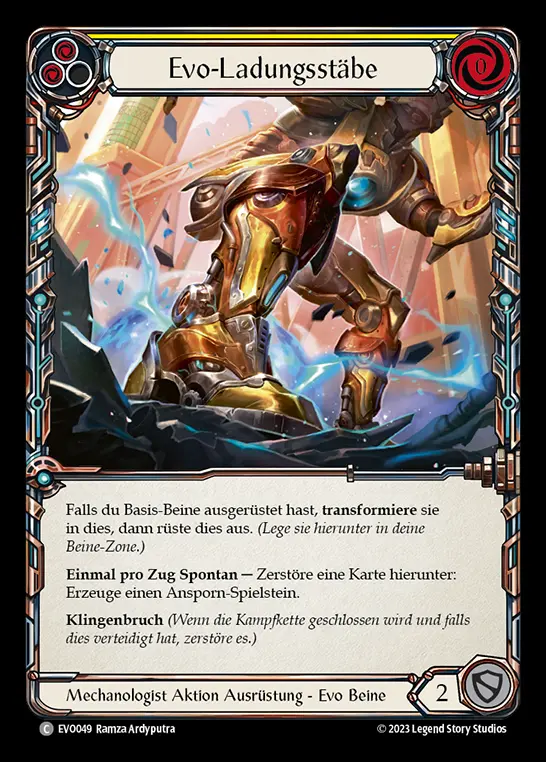 Evo-Ladungsstäbe
0
Falls du Basis-Beine ausgerüstet hast, transformiere sie
in dies, dann rüste dies aus. (Lege sie hierunter in deine
Beine-Zone.)
Einmal pro Zug Spontan — Zerstöre eine Karte hierunter:
Erzeuge einen Ansporn-Spielstein.
Klingenbruch (Wenn die Kampfkette geschlossen wird und falls
dies verteidigt hat, zerstöre es.)
Mechanologist Aktion Ausrüstung - Evo Beine
2
C EVO049 Ramza Ardyputra
© 2023 Legend Story Studios